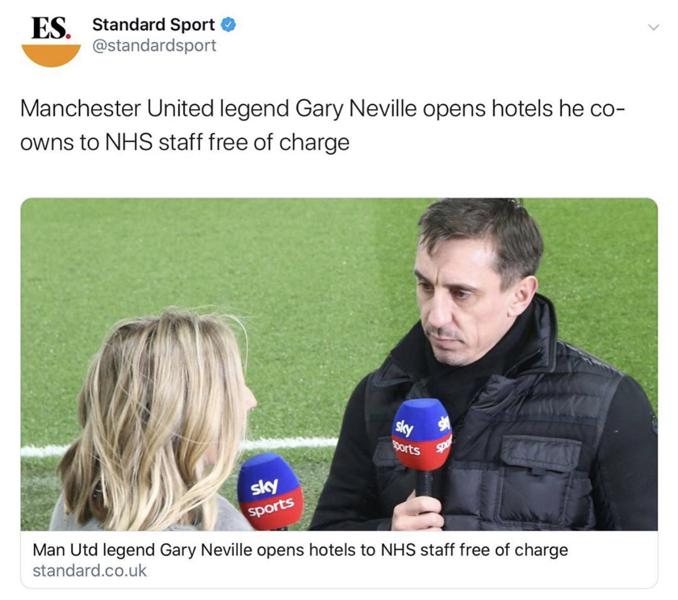 ES. Standard Sport
@standardsport
Manchester United legend Gary Neville opens hotels he co-
owns to NHS staff free of charge
sky
sports
sky
sports
Man Utd legend Gary Neville opens hotels to NHS staff free of charge
standard.co.uk